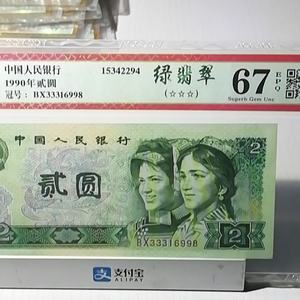 中国人民银行 15342294
1990年贰圆
冠号: BX33316998
绿翡翠
(☆☆☆)
67 EPQ
Superb Gem Unc
中国人民银行
贰圆
2
BX33316998
2
支 支付宝
ALIPAY